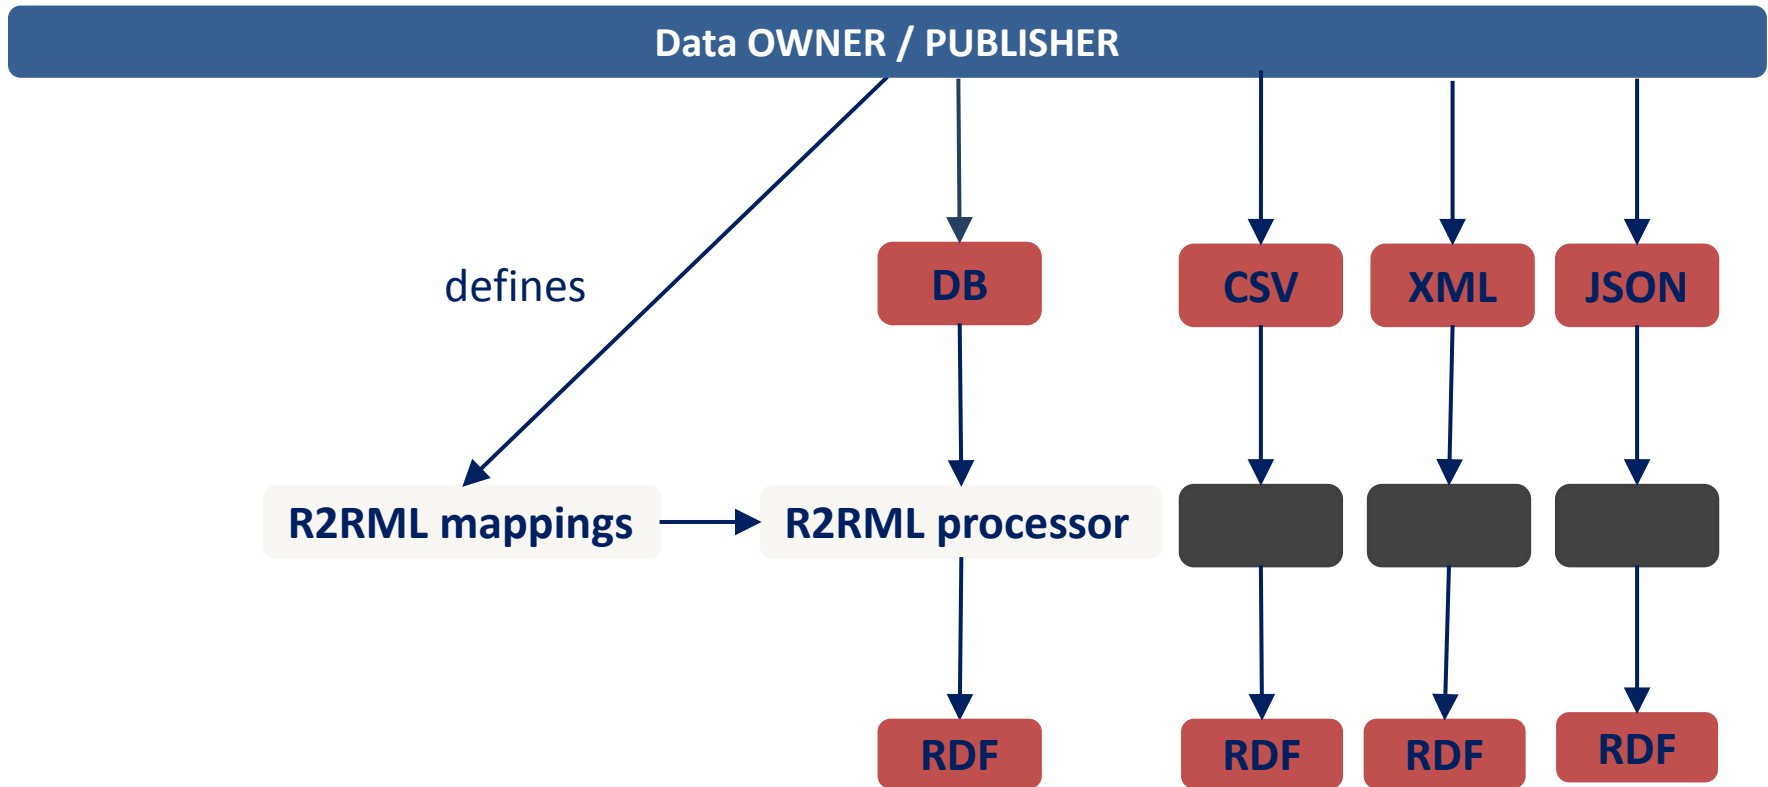 Data OWNER / PUBLISHER
defines
DB
CSV
XML
JSON
R2RML mappings
R2RML processor
RDF
RDF
RDF
RDF